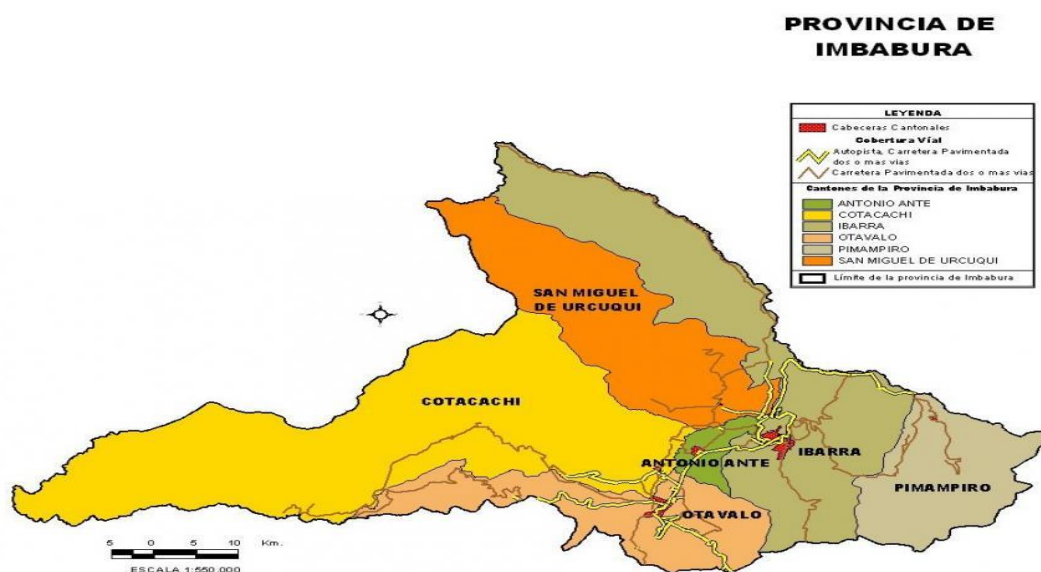 PROVINCIA DE
IMBABURA
LEYENDA
Cabeceras Cantonales
Cobertura Víal
Autopista, Carretera Pavimentada
dos o mas vias
Carretera Pavimentada dos o mas vias
Cantones de la Provincia de Imbabura
ANTONIO ANTE
COTACACHI
IBARRA
OTAVALO
PIMAMPIRO
SAN MIGUEL DE URCUQUI
Límite de la provincia de Imbabura
SAN MIGUEL
DE URCUQUI
COTACACHI
ANTONIO ANTE
IBARRA
PIMAMPIRO
OTAVALO
5 0 5 10 Km.
ESCALA 1:550.000